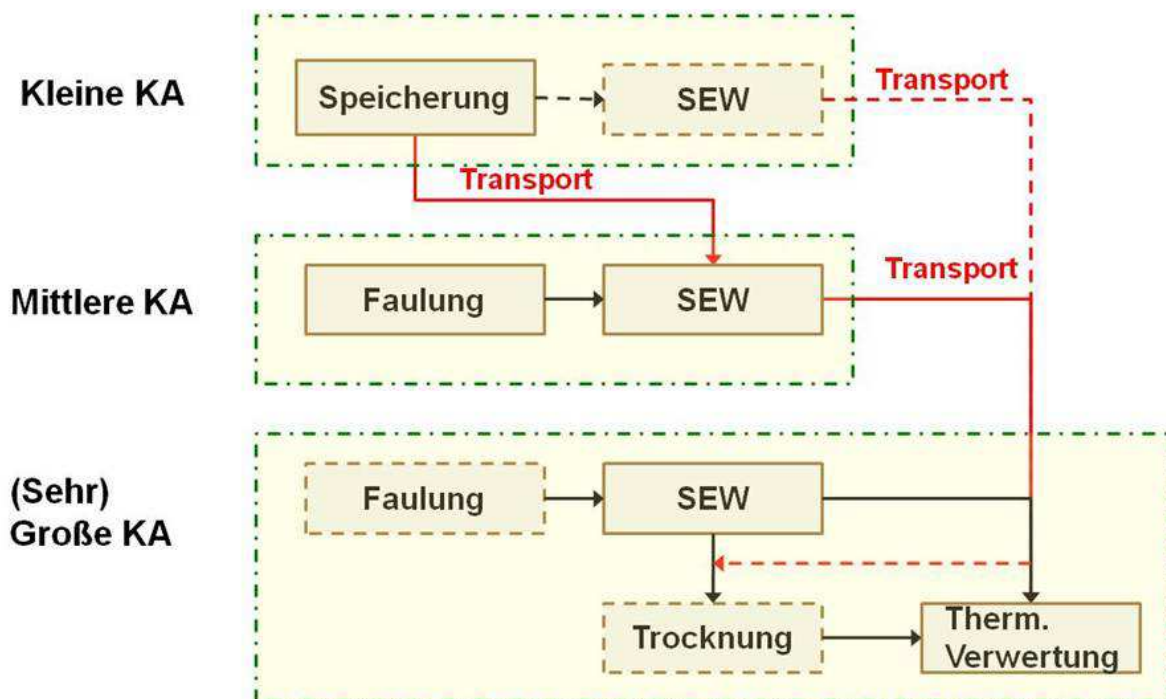 Kleine KA
Speicherung
SEW
Transport
Transport
Mittlere KA
Faulung
SEW
Transport
(Sehr)
Große KA
Faulung
SEW
Trocknung
Therm.
Verwertung